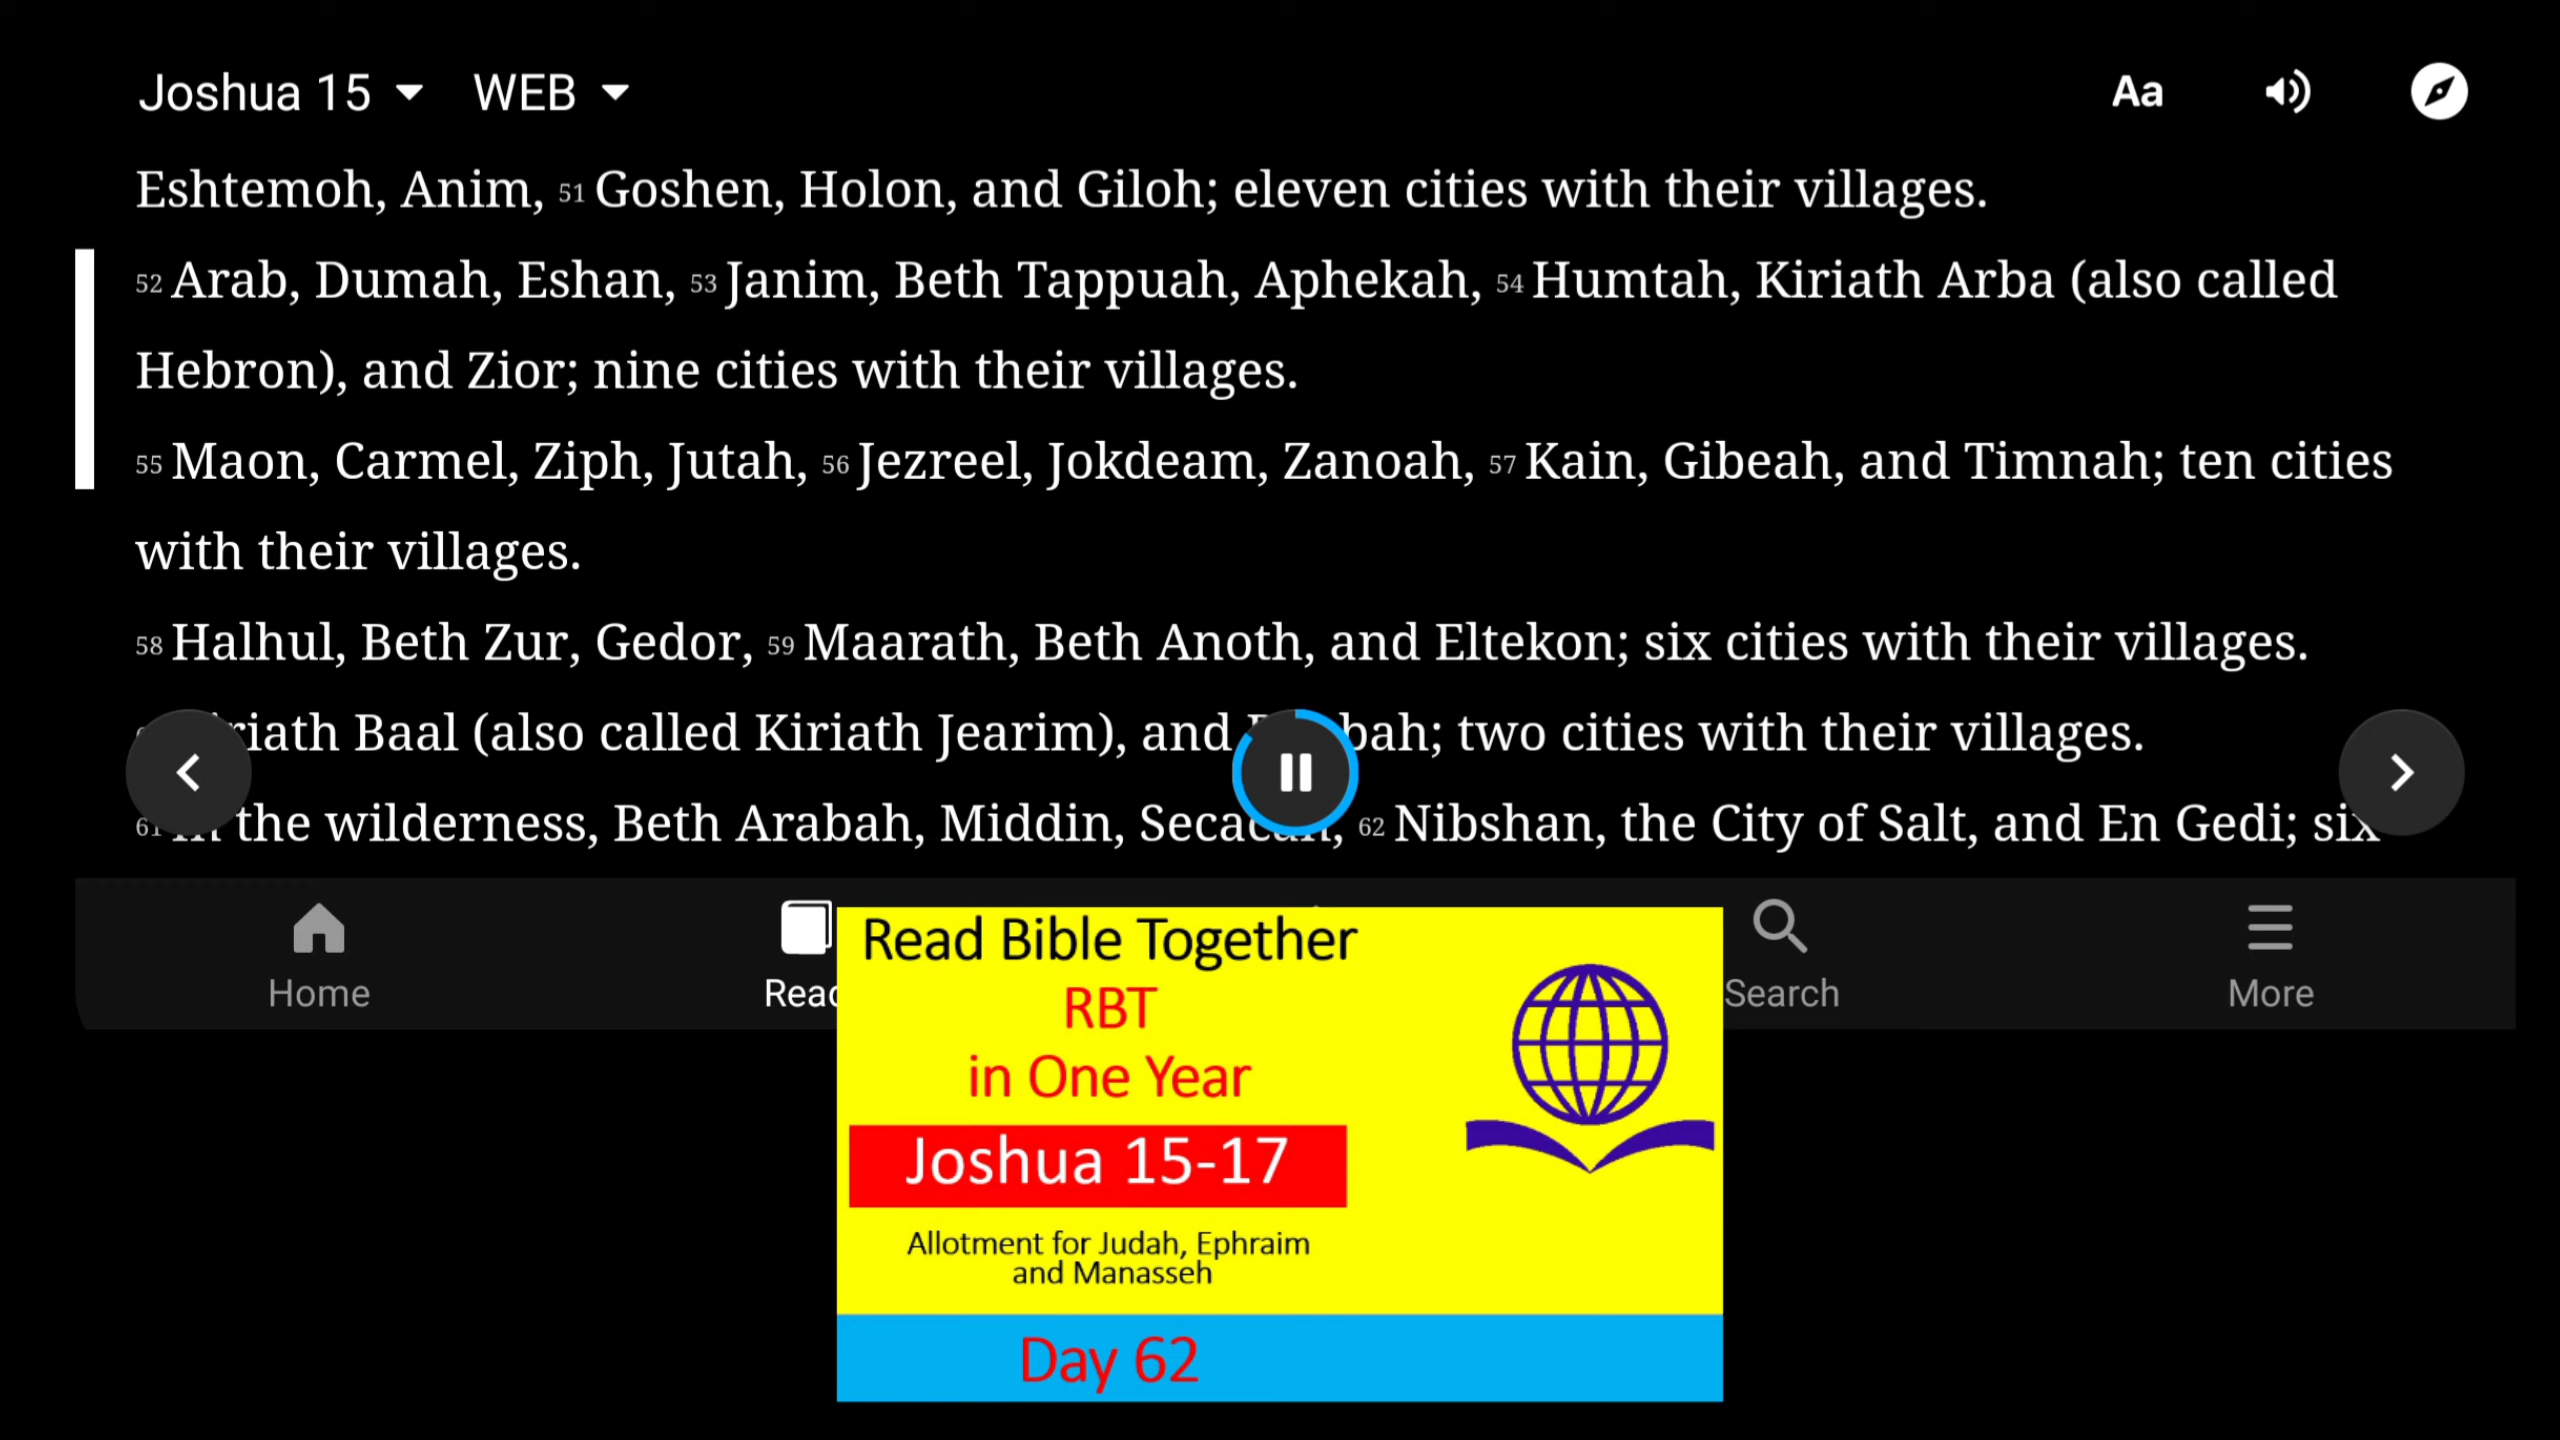 Joshua 15 WEB Aa
Eshtemoh, Anim, 51 Goshen, Holon, and Giloh; eleven cities with their villages.
52 Arab, Dumah, Eshan, 53 Janim, Beth Tappuah, Aphekah, 54 Humtah, Kiriath Arba (also called
Hebron), and Zior; nine cities with their villages.
55 Maon, Carmel, Ziph, Jutah, 56 Jezreel, Jokdeam, Zanoah, 57 Kain, Gibeah, and Timnah; ten cities
with their villages.
58 Halhul, Beth Zur, Gedor, 59 Maarath, Beth Anoth, and Eltekon; six cities with their villages.
Baal (also called Kiriath Jearim), and two cities with their villages.
61 the wilderness, Beth Arabah, Middin, 62 Nibshan, the City of Salt, and En Gedi; six
Home Search More
Read Bible Together
RBT
in One Year
Joshua 15-17
Allotment for Judah, Ephraim
and Manasseh
Day 62